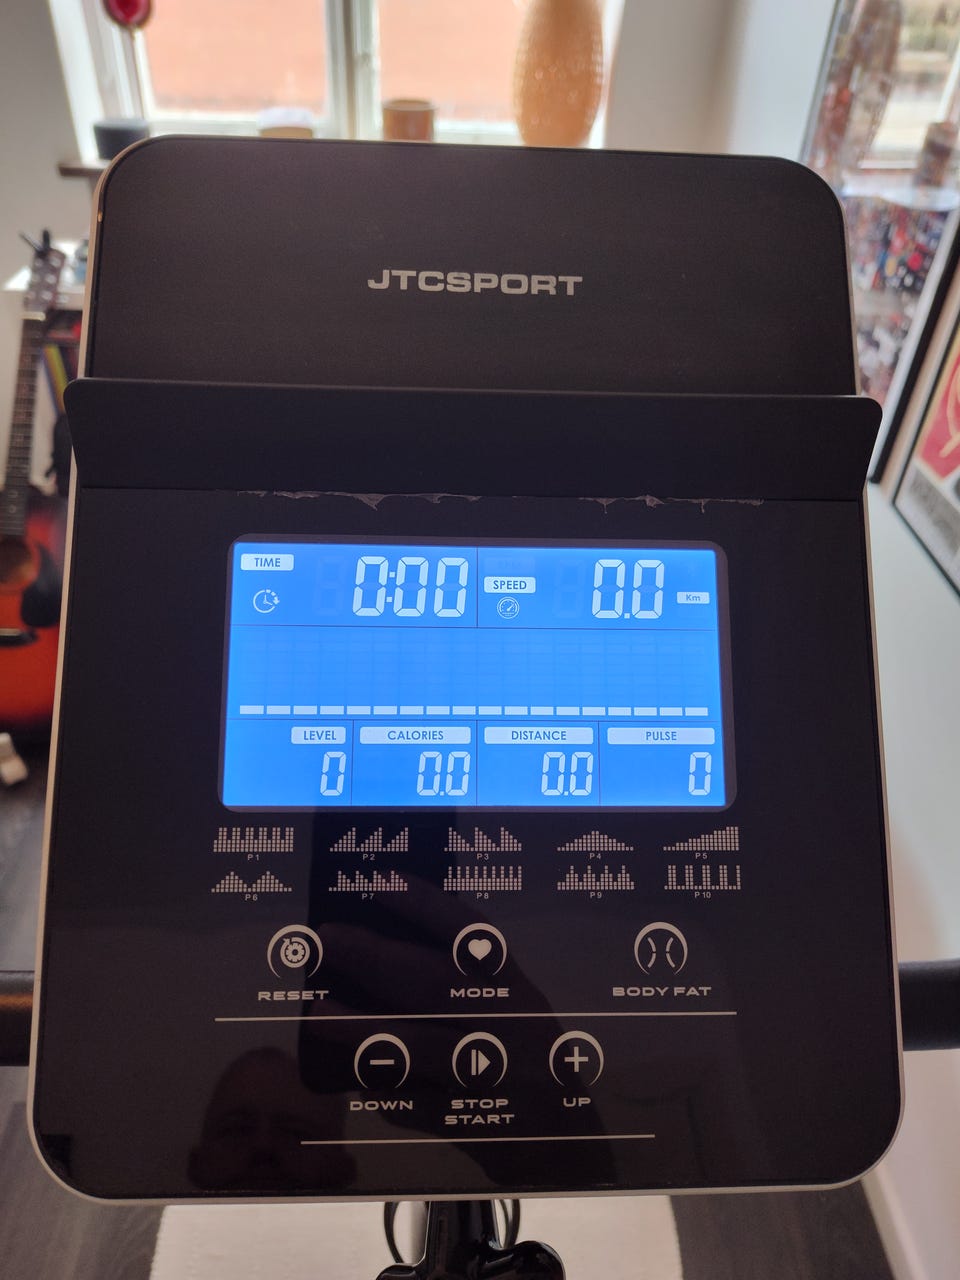 JTCSPORT
TIME 0:00 SPEED 0.0 Km
LEVEL CALORIES DISTANCE PULSE
0 0.0 0.0 0
P1 P2 P3 P4 P5
P6 P7 P8 P9 P10
RESET MODE BODY FAT
DOWN STOP START UP